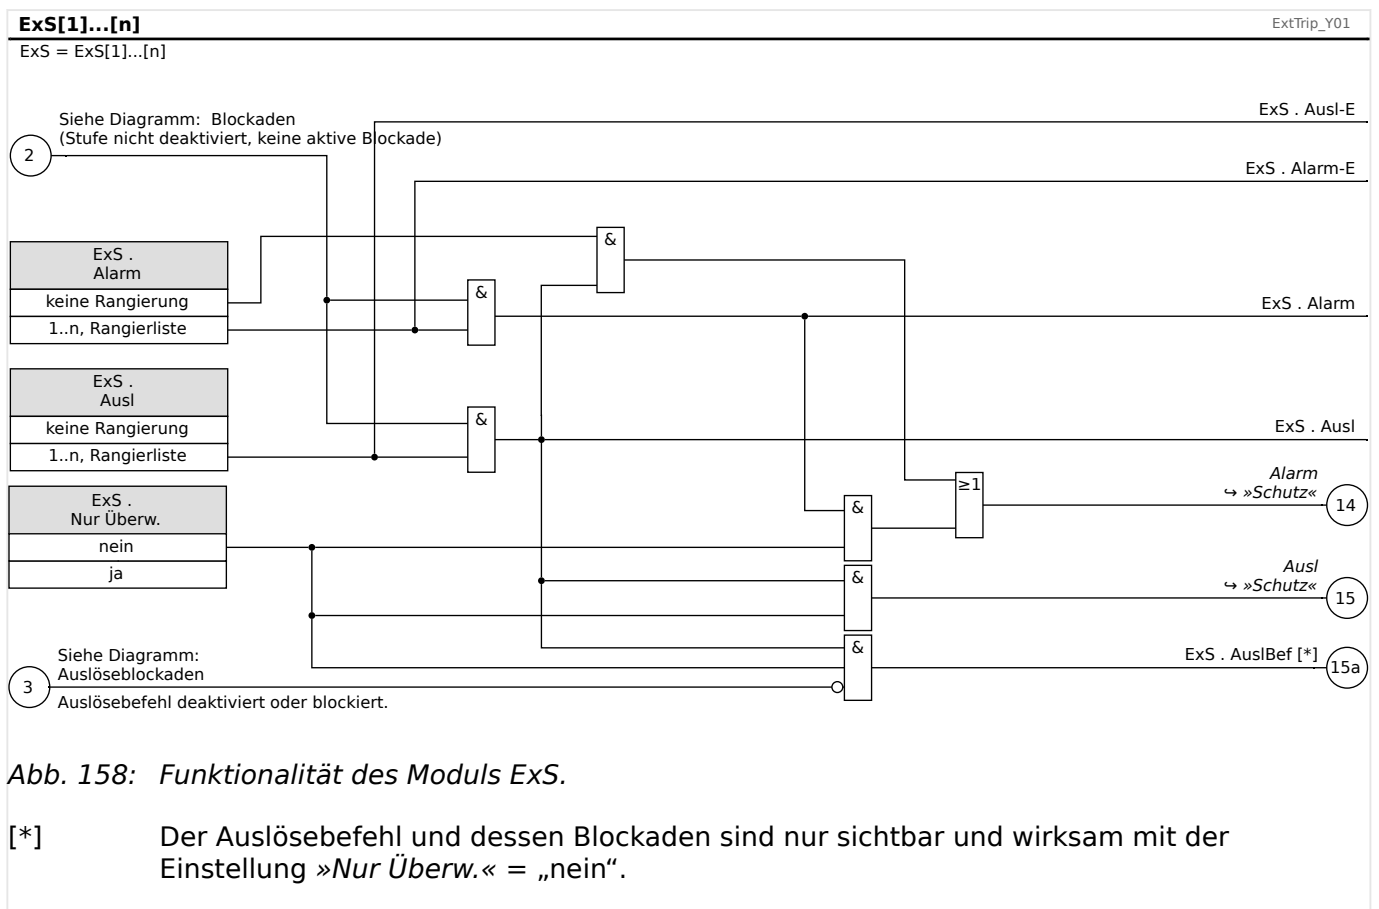 ExS[1]...[n]
ExtTrip_Y01
ExS = ExS[1]...[n]
Siehe Diagramm: Blockaden
(Stufe nicht deaktiviert, keine aktive Blockade)
2
ExS . Ausl-E
ExS . Alarm-E
ExS .
Alarm
keine Rangierung
1..n, Rangierliste
&
&
ExS . Alarm
ExS .
Ausl
keine Rangierung
1..n, Rangierliste
&
ExS . Ausl
ExS .
Nur Überw.
nein
ja
≥1
&
Alarm
↪ »Schutz«
14
&
Ausl
↪ »Schutz«
15
&
ExS . AuslBef [*]
15a
Siehe Diagramm:
Auslöseblockaden
3
Auslösebefehl deaktiviert oder blockiert.
Abb. 158: Funktionalität des Moduls ExS.
[*] Der Auslösebefehl und dessen Blockaden sind nur sichtbar und wirksam mit der
Einstellung »Nur Überw.« = „nein“.